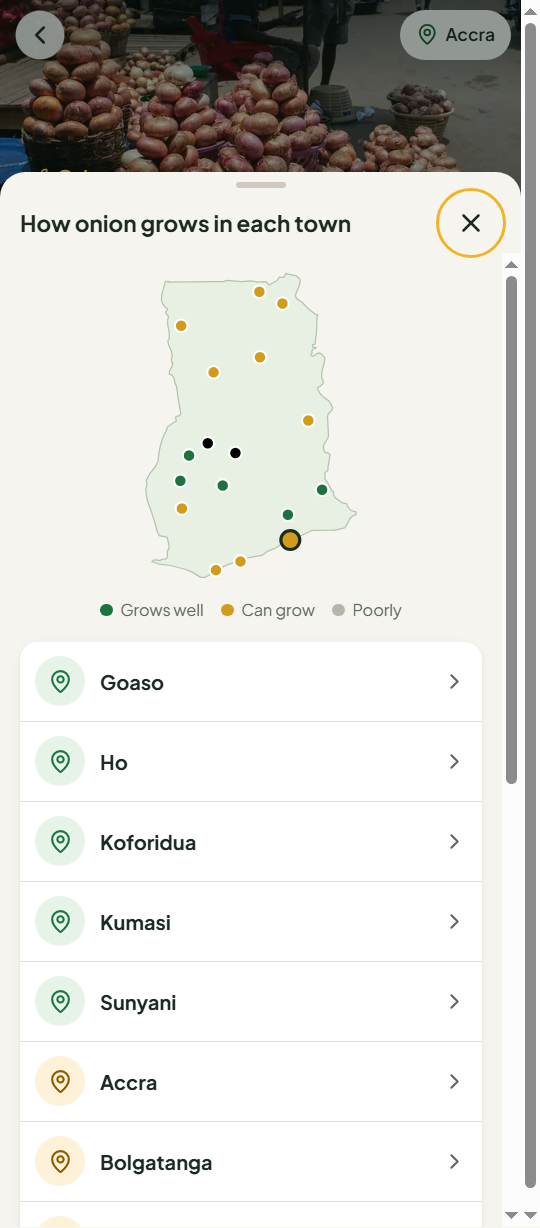 Accra
How onion grows in each town
Grows well
Can grow
Poorly
Goaso
Ho
Koforidua
Kumasi
Sunyani
Accra
Bolgatanga